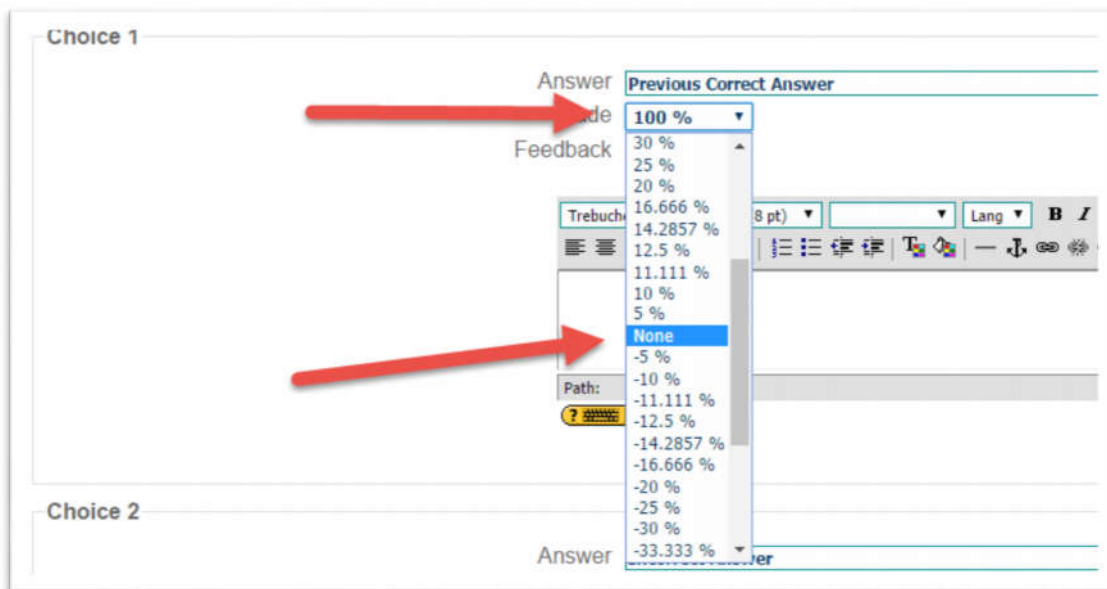 Choice 1
Answer Previous Correct Answer
100 %
Feedback
30 %
25 %
20 %
16.666 %
14.2857 %
12.5 %
11.111 %
10 %
5 %
None
-5 %
-10 %
-11.111 %
-12.5 %
-14.2857 %
-16.666 %
-20 %
-25 %
-30 %
-33.333 %
8 pt) Lang B I
Path:
?
Choice 2
Answer